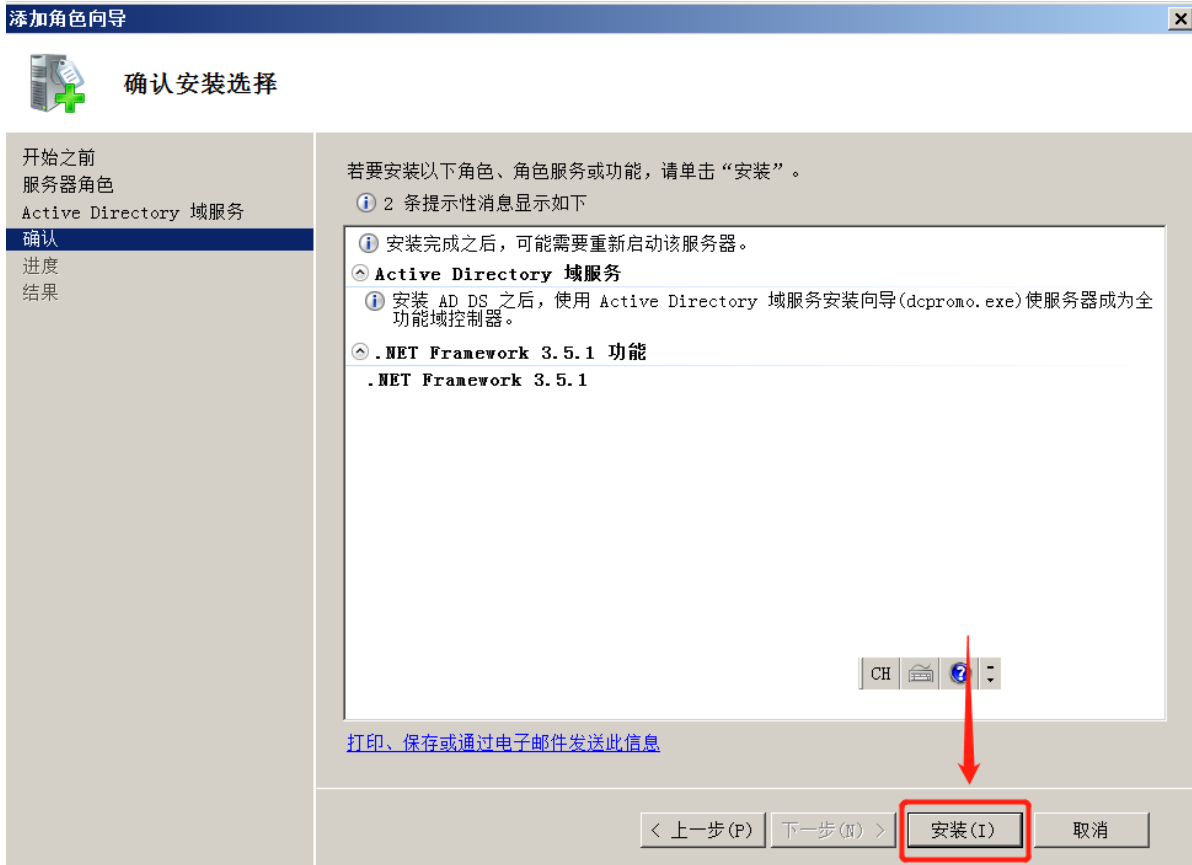 添加角色向导
确认安装选择
开始之前
服务器角色
Active Directory 域服务
确认
进度
结果
若要安装以下角色、角色服务或功能，请单击“安装”。
2 条提示性消息显示如下
安装完成之后，可能需要重新启动该服务器。
Active Directory 域服务
安装 AD DS 之后，使用 Active Directory 域服务安装向导(dcpromo.exe)使服务器成为全
功能域控制器。
.NET Framework 3.5.1 功能
.NET Framework 3.5.1
CH
打印、保存或通过电子邮件发送此信息
< 上一步(P) 下一步(N) > 安装(I) 取消